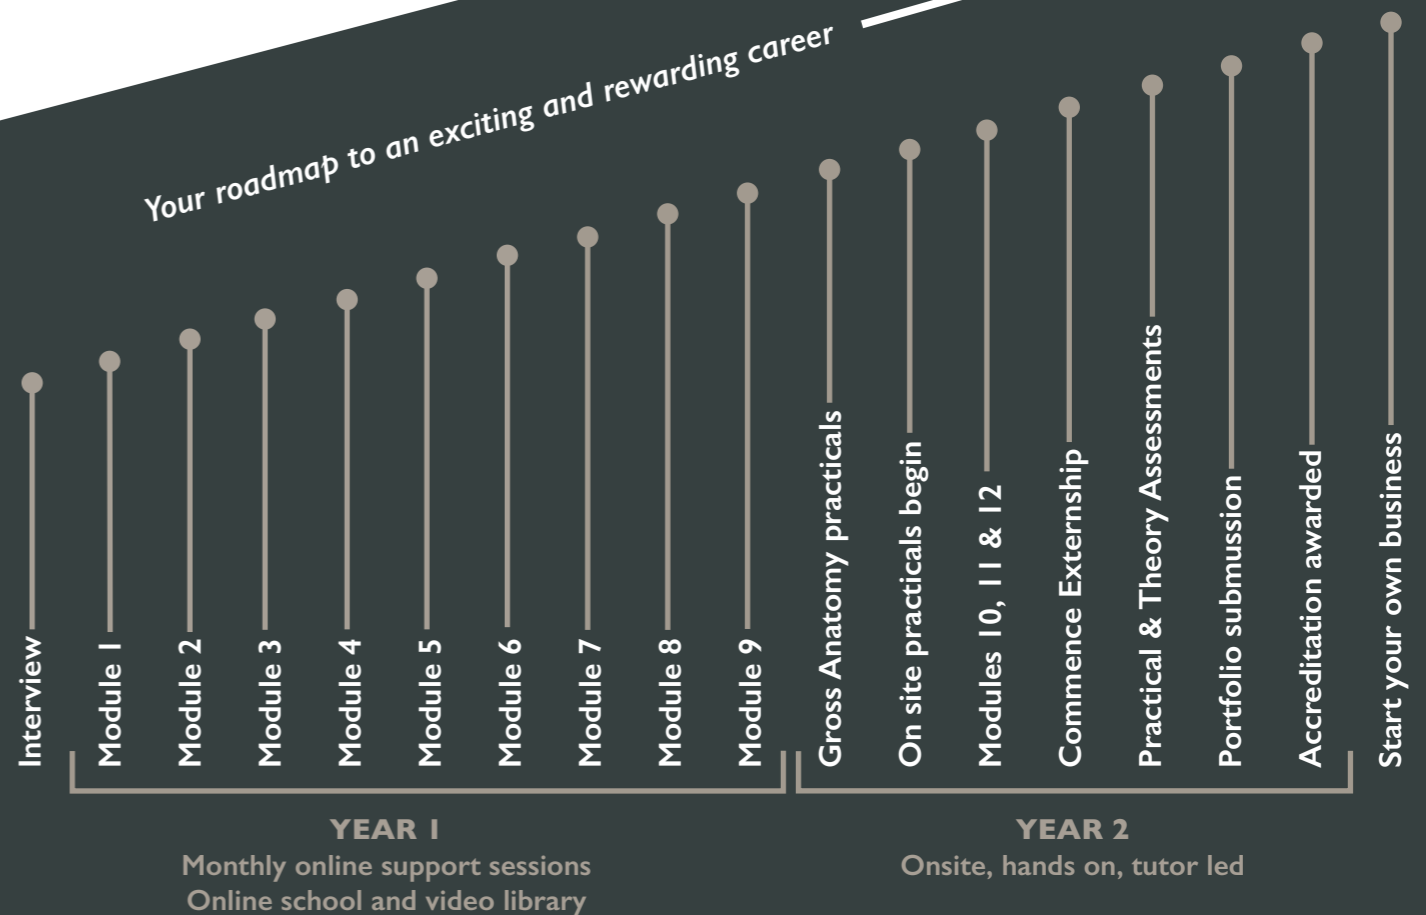 Your roadmap to an exciting and rewarding career
Interview
Module 1
Module 2
Module 3
Module 4
Module 5
Module 6
Module 7
Module 8
Module 9
Gross Anatomy practicals
On site practicals begin
Modules 10, 11 & 12
Commence Externship
Practical & Theory Assessments
Portfolio submussion
Accreditation awarded
Start your own business
YEAR 1
Monthly online support sessions
Online school and video library
YEAR 2
Onsite, hands on, tutor led